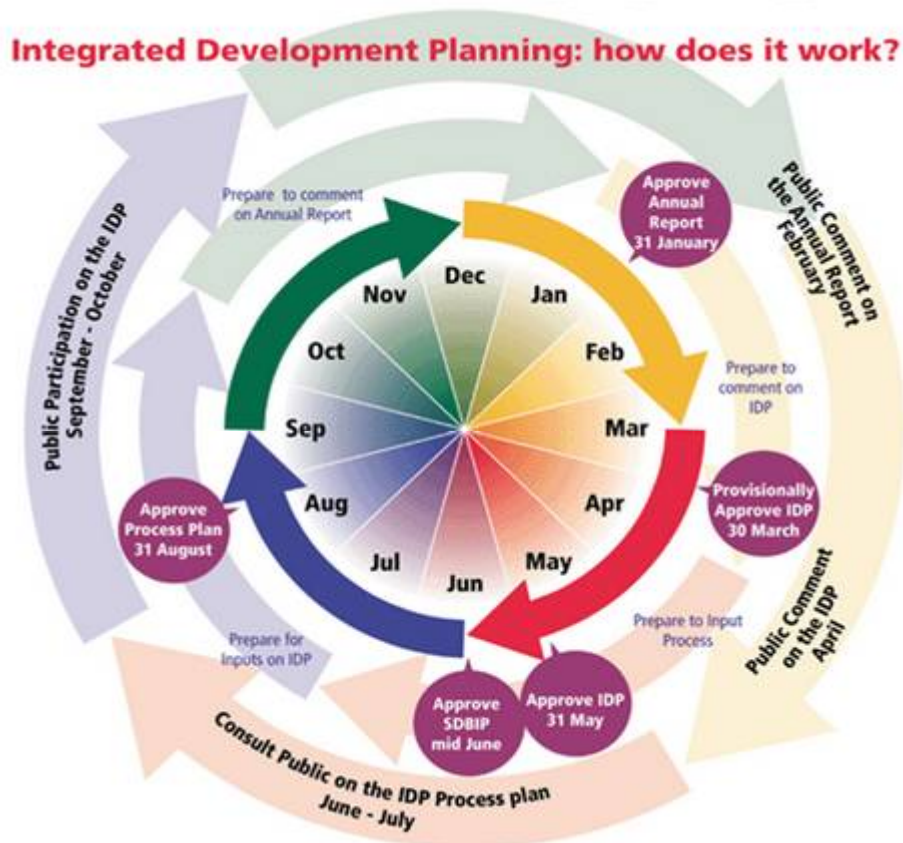 Integrated Development Planning: how does it work?
Prepare to comment
on Annual Report
Approve
Annual
Report
31 January
Public Comment on
the Annual Report
February
Public Participation on the IDP
September - October
Dec
Jan
Feb
Mar
Apr
May
Jun
Jul
Aug
Sep
Oct
Nov
Prepare to
comment on
IDP
Provisionally
Approve IDP
30 March
Public Comment
on the IDP
April
Prepare to Input
Process
Approve IDP
31 May
Approve
SDBIP
mid June
Consult Public on the IDP Process plan
June - July
Prepare for
Inputs on IDP
Approve
Process Plan
31 August